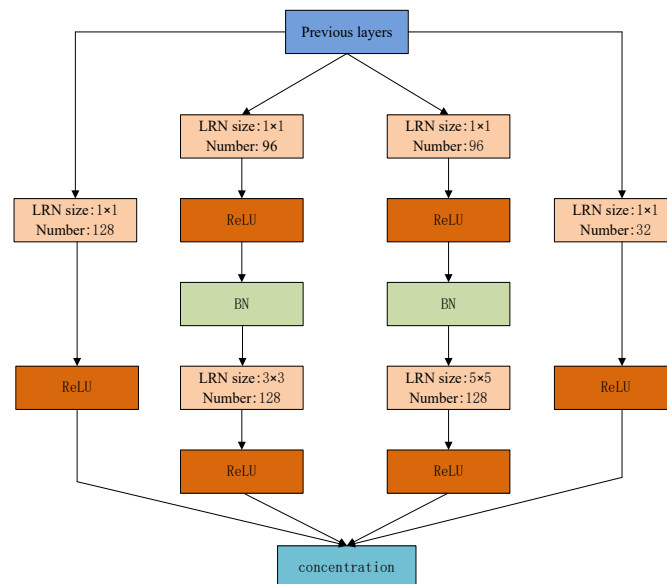 Previous layers
LRN size:1×1
Number: 96
LRN size:1×1
Number:96
LRN size:1×1
Number:128
ReLU
ReLU
LRN size:1×1
Number:32
BN
BN
ReLU
LRN size:3×3
Number:128
LRN size:5×5
Number:128
ReLU
ReLU
ReLU
concentration